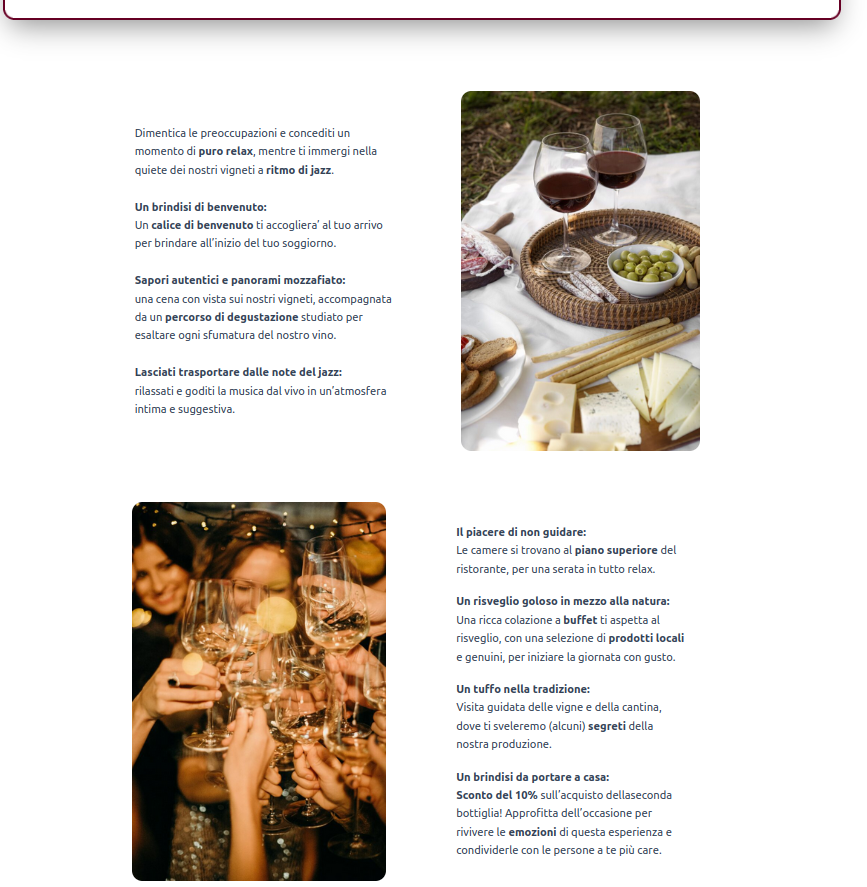 Dimentica le preoccupazioni e concediti un
momento di puro relax, mentre ti immergi nella
quiete dei nostri vigneti a ritmo di jazz.
Un brindisi di benvenuto:
Un calice di benvenuto ti accogliera’ al tuo arrivo
per brindare all’inizio del tuo soggiorno.
Sapori autentici e panorami mozzafiato:
una cena con vista sui nostri vigneti, accompagnata
da un percorso di degustazione studiato per
esaltare ogni sfumatura del nostro vino.
Lasciati trasportare dalle note del jazz:
rilassati e goditi la musica dal vivo in un’atmosfera
intima e suggestiva.
Il piacere di non guidare:
Le camere si trovano al piano superiore del
ristorante, per una serata in tutto relax.
Un risveglio goloso in mezzo alla natura:
Una ricca colazione a buffet ti aspetta al
risveglio, con una selezione di prodotti locali
e genuini, per iniziare la giornata con gusto.
Un tuffo nella tradizione:
Visita guidata delle vigne e della cantina,
dove ti sveleremo (alcuni) segreti della
nostra produzione.
Un brindisi da portare a casa:
Sconto del 10% sull’acquisto dellaseconda
bottiglia! Approfitta dell’occasione per
rivivere le emozioni di questa esperienza e
condividerle con le persone a te più care.